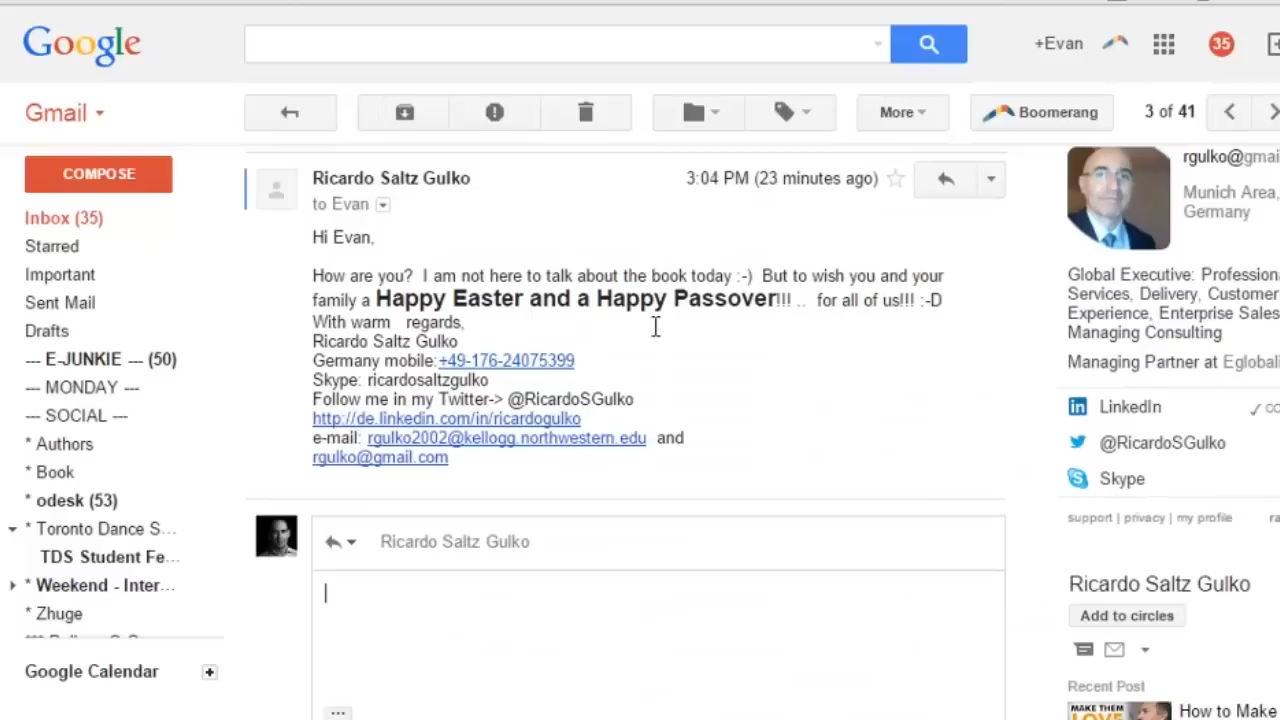 Google
+Evan
35
Gmail
More
Boomerang
3 of 41
COMPOSE
Inbox (35)
Starred
Important
Sent Mail
Drafts
--- E-JUNKIE --- (50)
--- MONDAY ---
--- SOCIAL ---
* Authors
* Book
* odesk (53)
* Toronto Dance S...
TDS Student Fe...
* Weekend - Inter...
* Zhuge
Google Calendar
Ricardo Saltz Gulko
3:04 PM (23 minutes ago)
to Evan
Hi Evan,
How are you?  I am not here to talk about the book today :-)  But to wish you and your
family a Happy Easter and a Happy Passover!!! ..  for all of us!!! :-D
With warm   regards,
Ricardo Saltz Gulko
Germany mobile:+49-176-24075399
Skype: ricardosaltzgulko
Follow me in my Twitter-> @RicardoSGulko
http://de.linkedin.com/in/ricardogulko
e-mail: rgulko2002@kellogg.northwestern.edu  and
rgulko@gmail.com
Ricardo Saltz Gulko
rgulko@gmai
Munich Area,
Germany
Global Executive: Profession
Services, Delivery, Customer
Experience, Enterprise Sales
Managing Consulting
Managing Partner at Eglobali
LinkedIn
@RicardoSGulko
Skype
support | privacy | my profile
Ricardo Saltz Gulko
Add to circles
Recent Post
MAKE THEM
How to Make